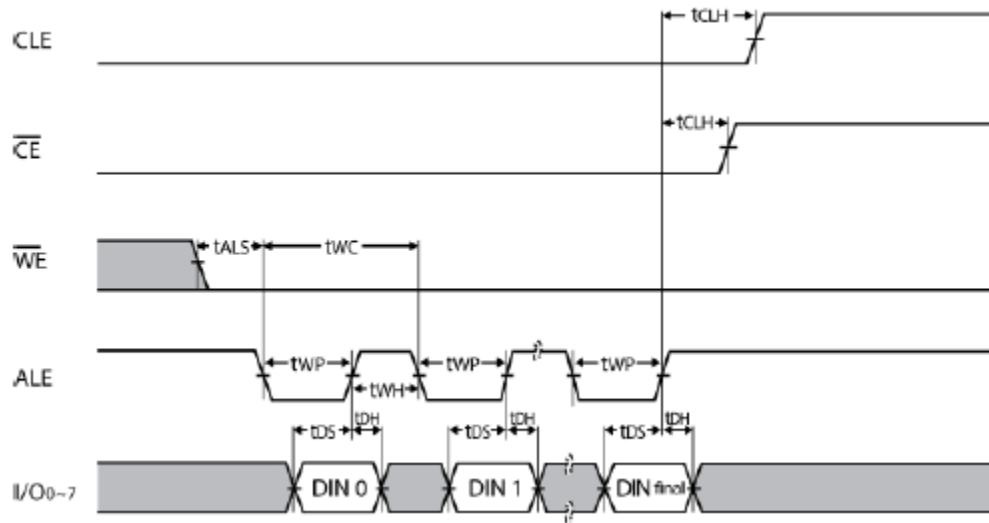 tCLH
CLE
tCLH
CE
WE
tALS
tWC
ALE
tWP
tWP
tWP
tWH
tDS
tDH
tDS
tDH
tDS
tDH
I/O0~7
DIN 0
DIN 1
DIN final